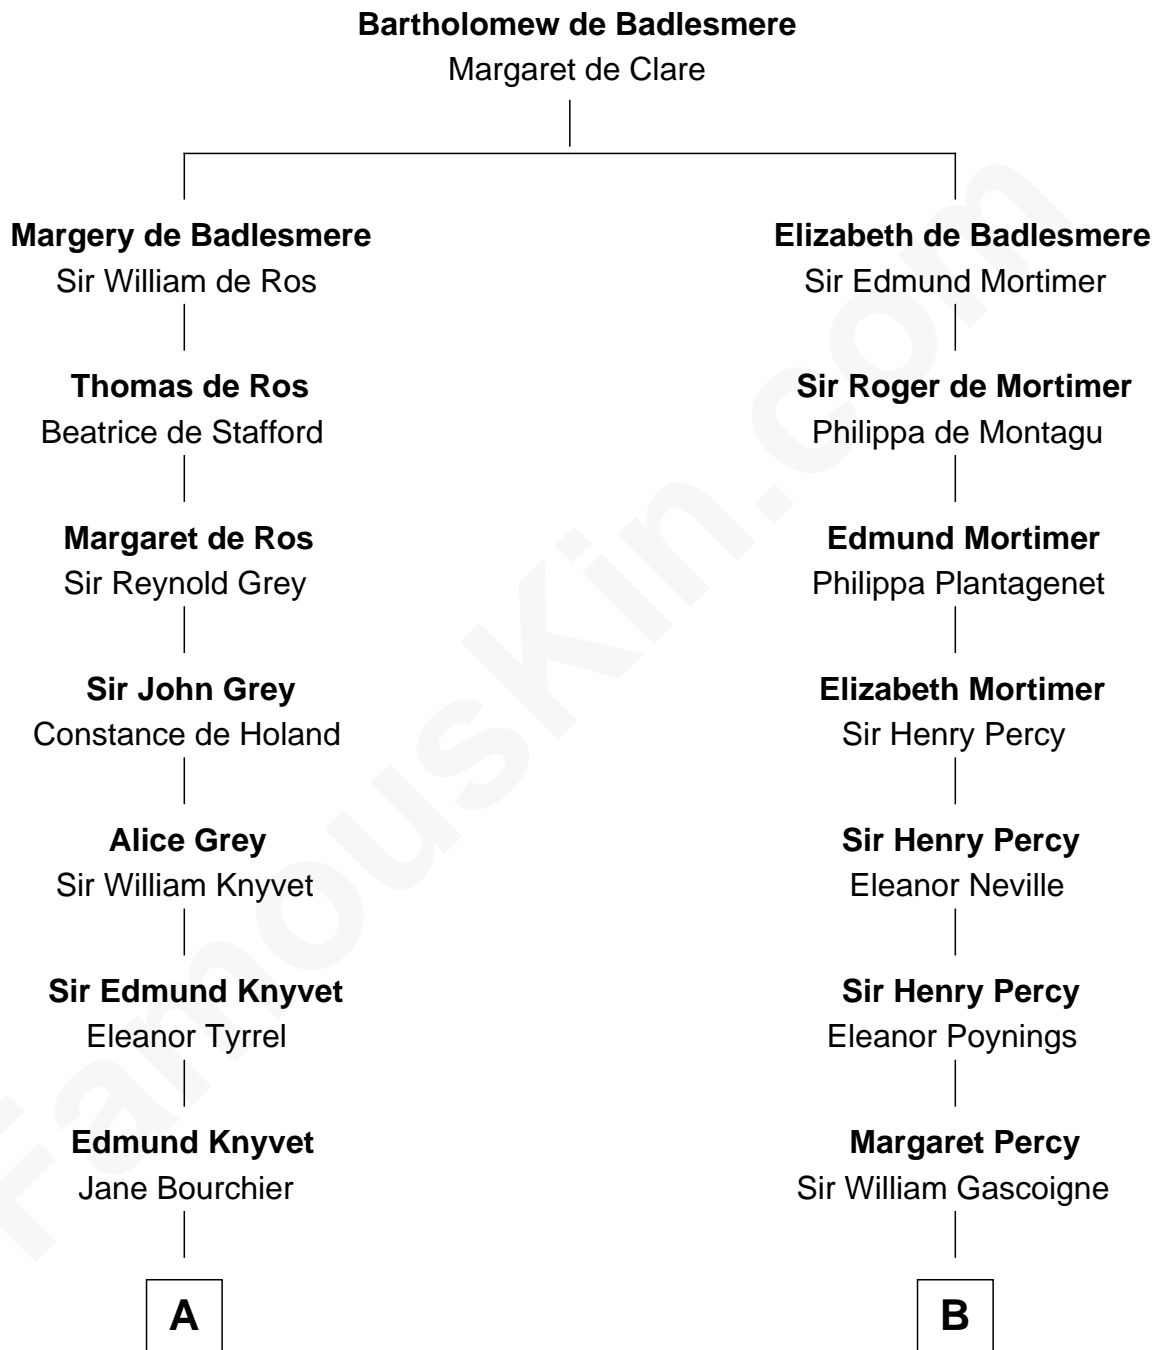 Bartholomew de Badlesmere
Margaret de Clare
Margery de Badlesmere
Sir William de Ros
Thomas de Ros
Beatrice de Stafford
Margaret de Ros
Sir Reynold Grey
Sir John Grey
Constance de Holand
Alice Grey
Sir William Knyvet
Sir Edmund Knyvet
Eleanor Tyrrel
Edmund Knyvet
Jane Bourchier
A
Elizabeth de Badlesmere
Sir Edmund Mortimer
Sir Roger de Mortimer
Philippa de Montagu
Edmund Mortimer
Philippa Plantagenet
Elizabeth Mortimer
Sir Henry Percy
Sir Henry Percy
Eleanor Neville
Sir Henry Percy
Eleanor Poynings
Margaret Percy
Sir William Gascoigne
B
FamousKin.com